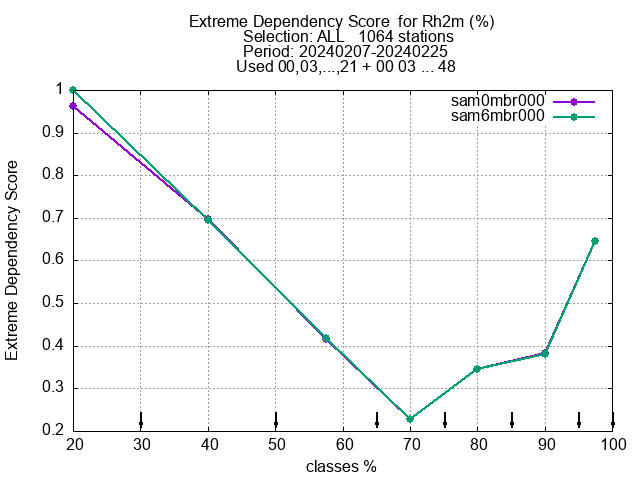 Extreme Dependency Score  for Rh2m (%)
Selection: ALL   1064 stations
Period: 20240207-20240225
Used 00,03,...,21 + 00 03 ... 48
sam0mbr000
sam6mbr000
1
0.9
0.8
0.7
0.6
0.5
0.4
0.3
0.2
Extreme Dependency Score
20 30 40 50 60 70 80 90 100
classes %